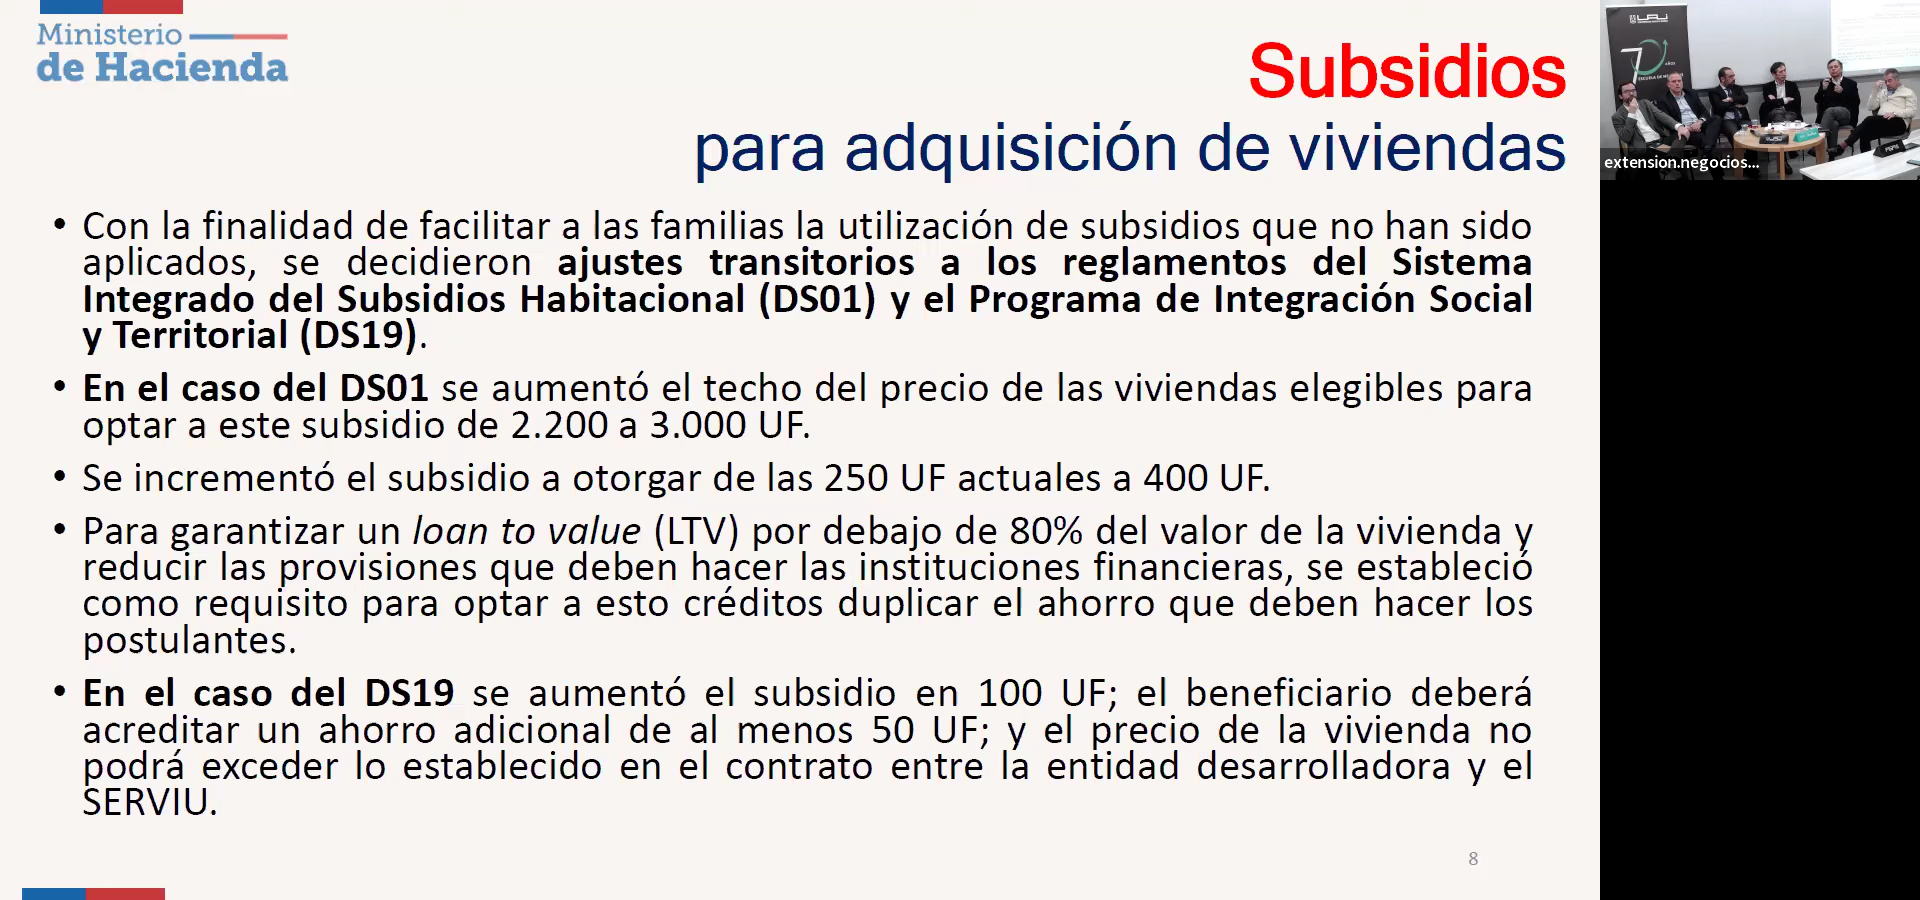 Ministerio
de Hacienda
Subsidios
para adquisición de viviendas
• Con la finalidad de facilitar a las familias la utilización de subsidios que no han sido
aplicados, se decidieron ajustes transitorios a los reglamentos del Sistema
Integrado del Subsidios Habitacional (DS01) y el Programa de Integración Social
y Territorial (DS19).
• En el caso del DS01 se aumentó el techo del precio de las viviendas elegibles para
optar a este subsidio de 2.200 a 3.000 UF.
• Se incrementó el subsidio a otorgar de las 250 UF actuales a 400 UF.
• Para garantizar un loan to value (LTV) por debajo de 80% del valor de la vivienda y
reducir las provisiones que deben hacer las instituciones financieras, se estableció
como requisito para optar a esto créditos duplicar el ahorro que deben hacer los
postulantes.
• En el caso del DS19 se aumentó el subsidio en 100 UF; el beneficiario deberá
acreditar un ahorro adicional de al menos 50 UF; y el precio de la vivienda no
podrá exceder lo establecido en el contrato entre la entidad desarrolladora y el
SERVIU.
8
UAI
70
AÑOS
extension.negocios...